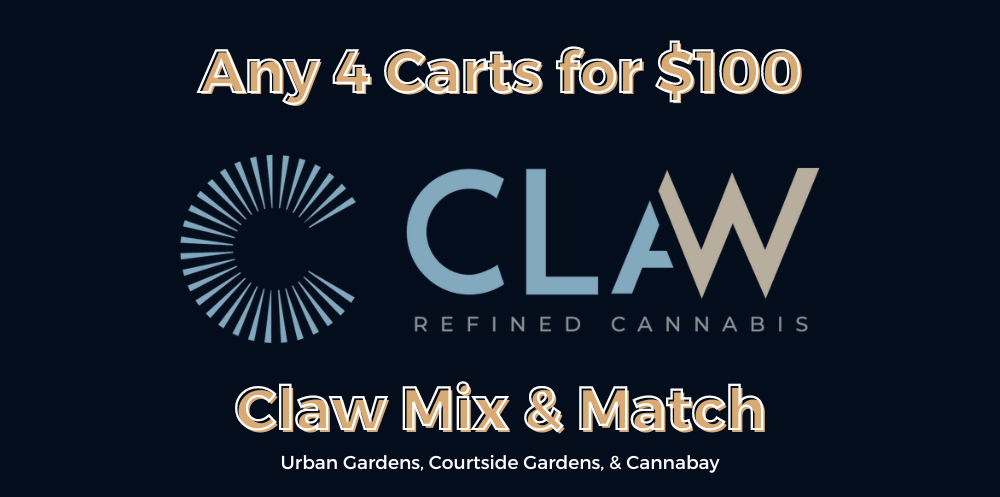 Any 4 Carts for $100
CLAW
REFINED CANNABIS
Claw Mix & Match
Urban Gardens, Courtside Gardens, & Cannabay